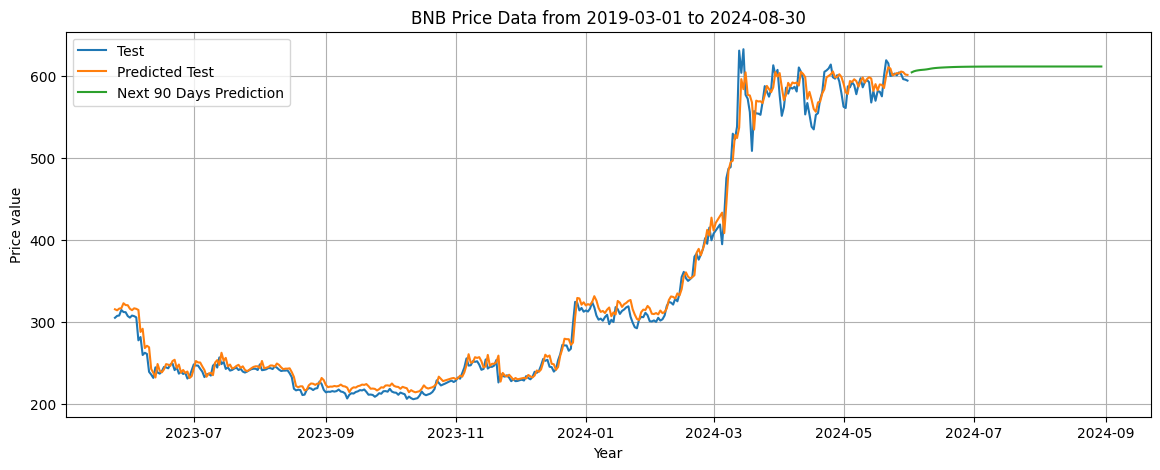 BNB Price Data from 2019-03-01 to 2024-08-30
Test
Predicted Test
Next 90 Days Prediction
600
500
400
300
200
Price value
2023-07
2023-09
2023-11
2024-01
2024-03
2024-05
2024-07
2024-09
Year